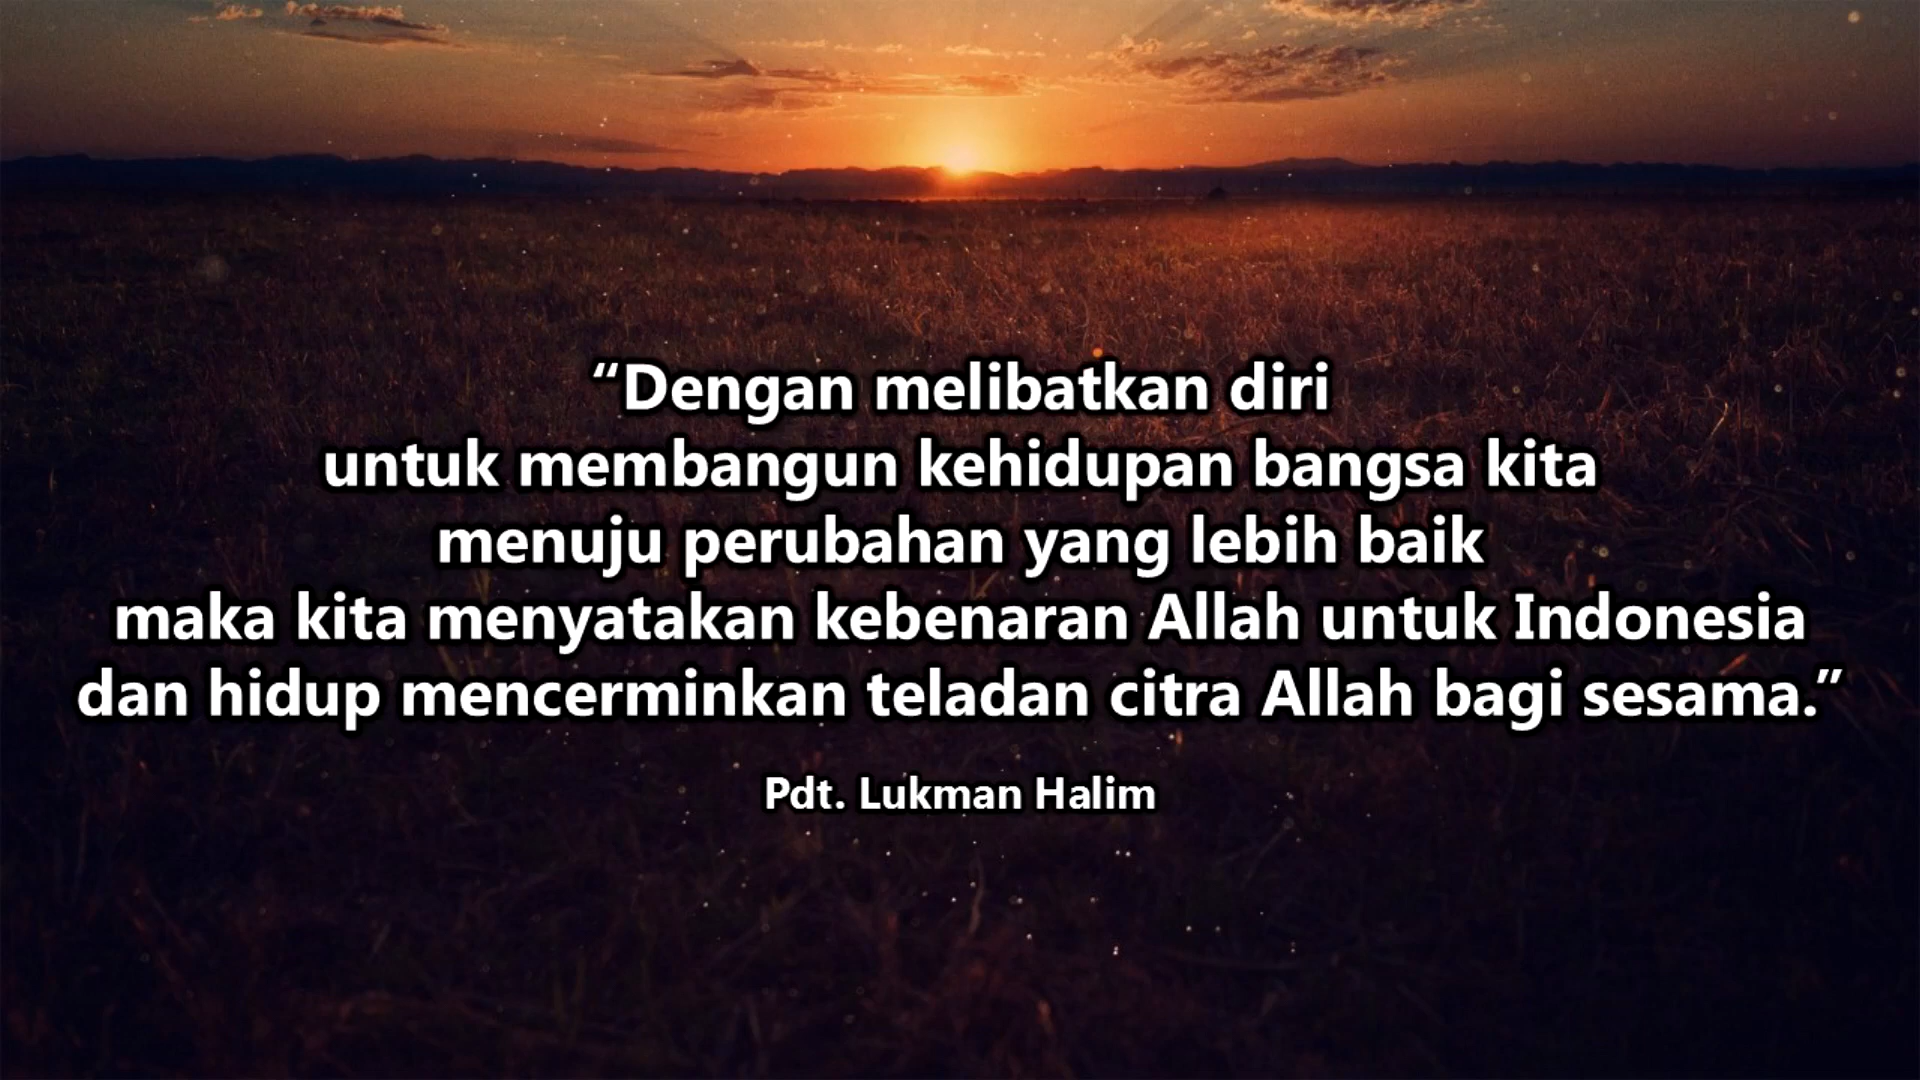 “Dengan melibatkan diri
untuk membangun kehidupan bangsa kita
menuju perubahan yang lebih baik
maka kita menyatakan kebenaran Allah untuk Indonesia
dan hidup mencerminkan teladan citra Allah bagi sesama.”
Pdt. Lukman Halim